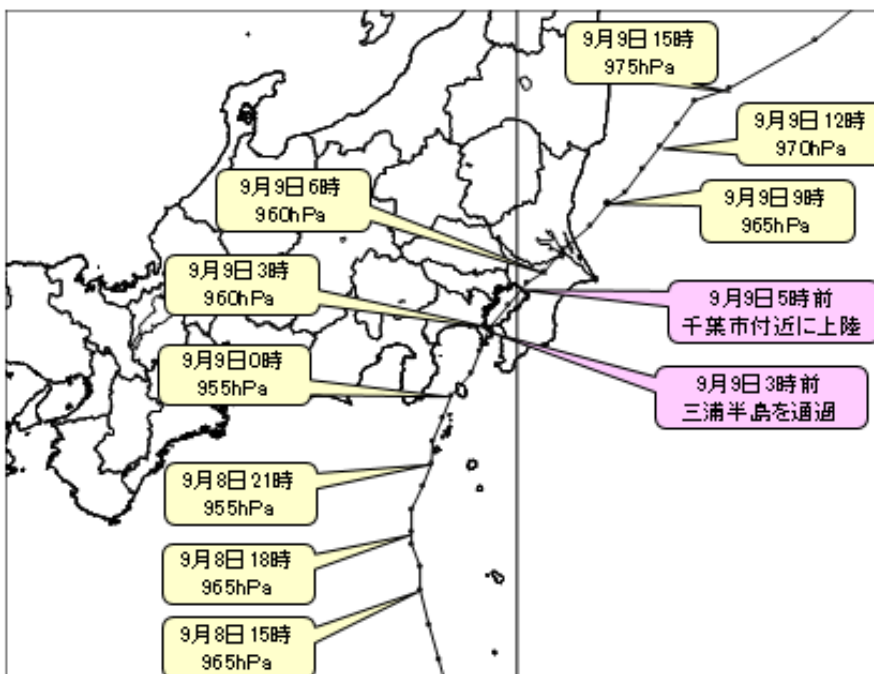 9月9日15時
975hPa
9月9日12時
970hPa
9月9日6時
960hPa
9月9日9時
965hPa
9月9日3時
960hPa
9月9日5時前
千葉市付近に上陸
9月9日0時
955hPa
9月9日3時前
三浦半島を通過
9月8日21時
955hPa
9月8日18時
965hPa
9月8日15時
965hPa